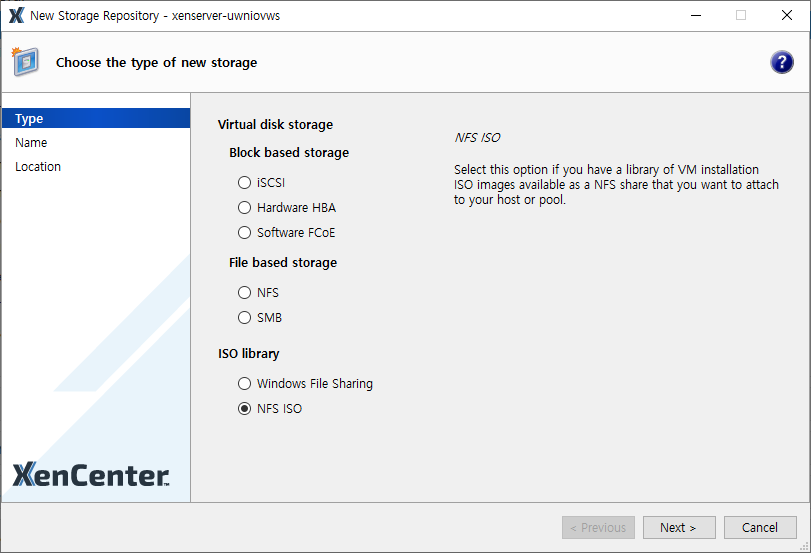 New Storage Repository - xenserver-uwniovws
Choose the type of new storage
?
Type
Name
Location
XenCenter™
Virtual disk storage
Block based storage
iSCSI
Hardware HBA
Software FCoE
File based storage
NFS
SMB
ISO library
Windows File Sharing
NFS ISO
NFS ISO
Select this option if you have a library of VM installation
ISO images available as a NFS share that you want to attach
to your host or pool.
< Previous
Next >
Cancel